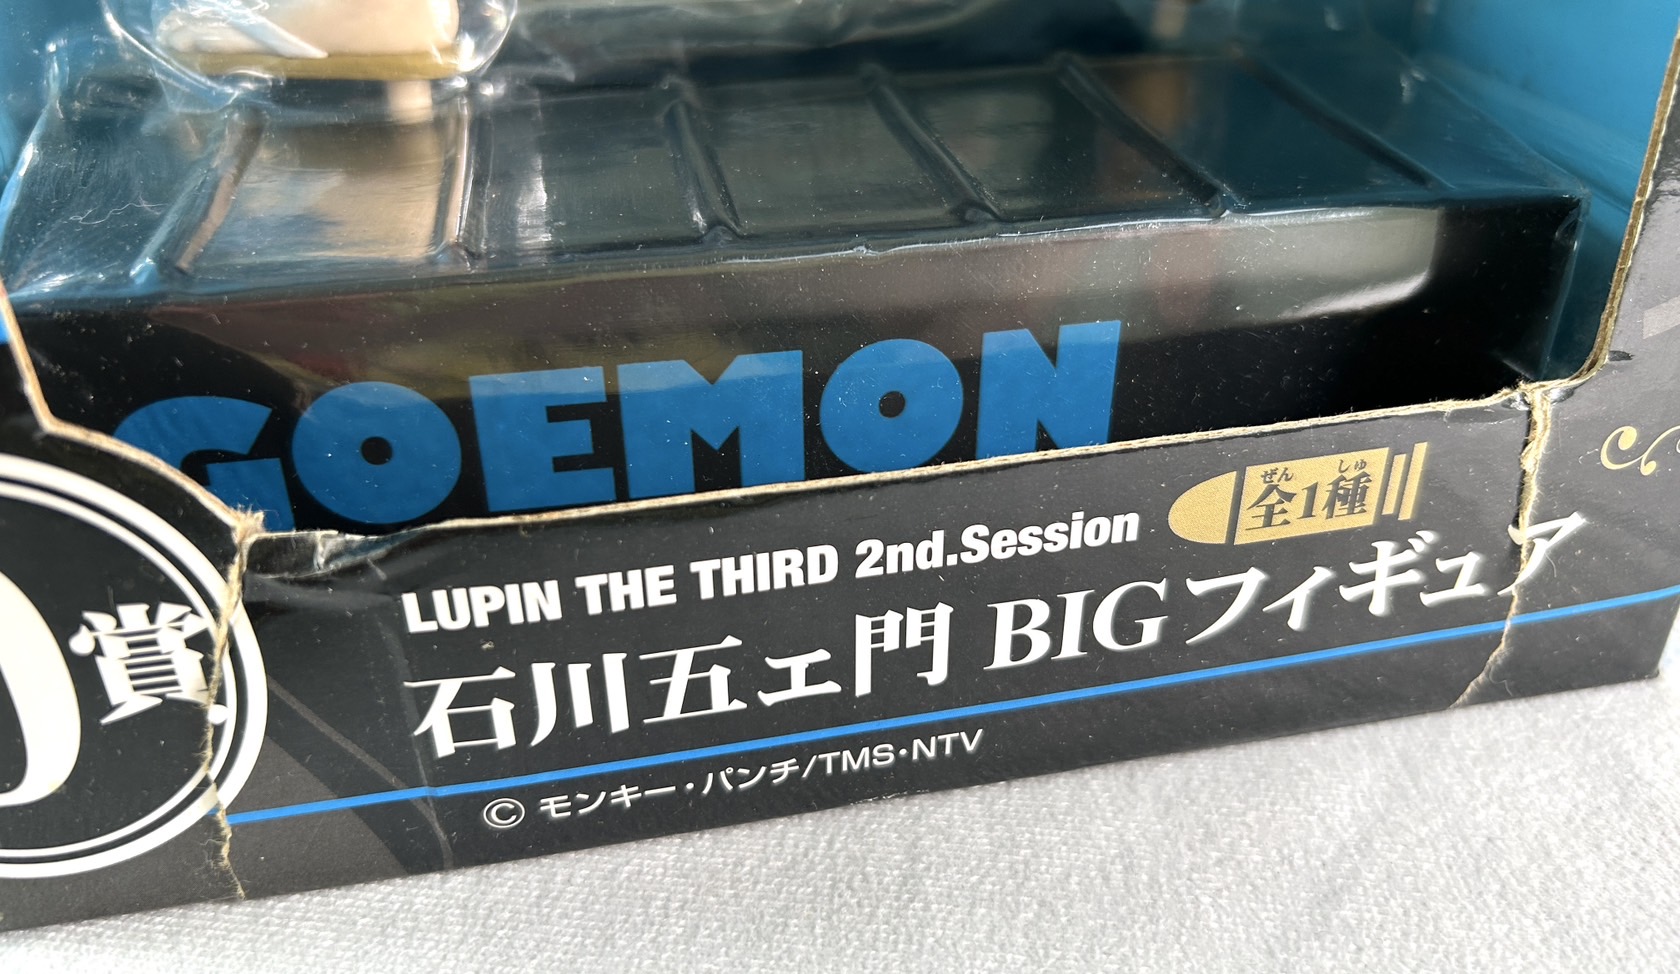 GOEMON
LUPIN THE THIRD 2nd.Session
全1種
ぜん しゅ
石川五ェ門 BIGフィギュア
賞
© モンキー・パンチ/TMS・NTV